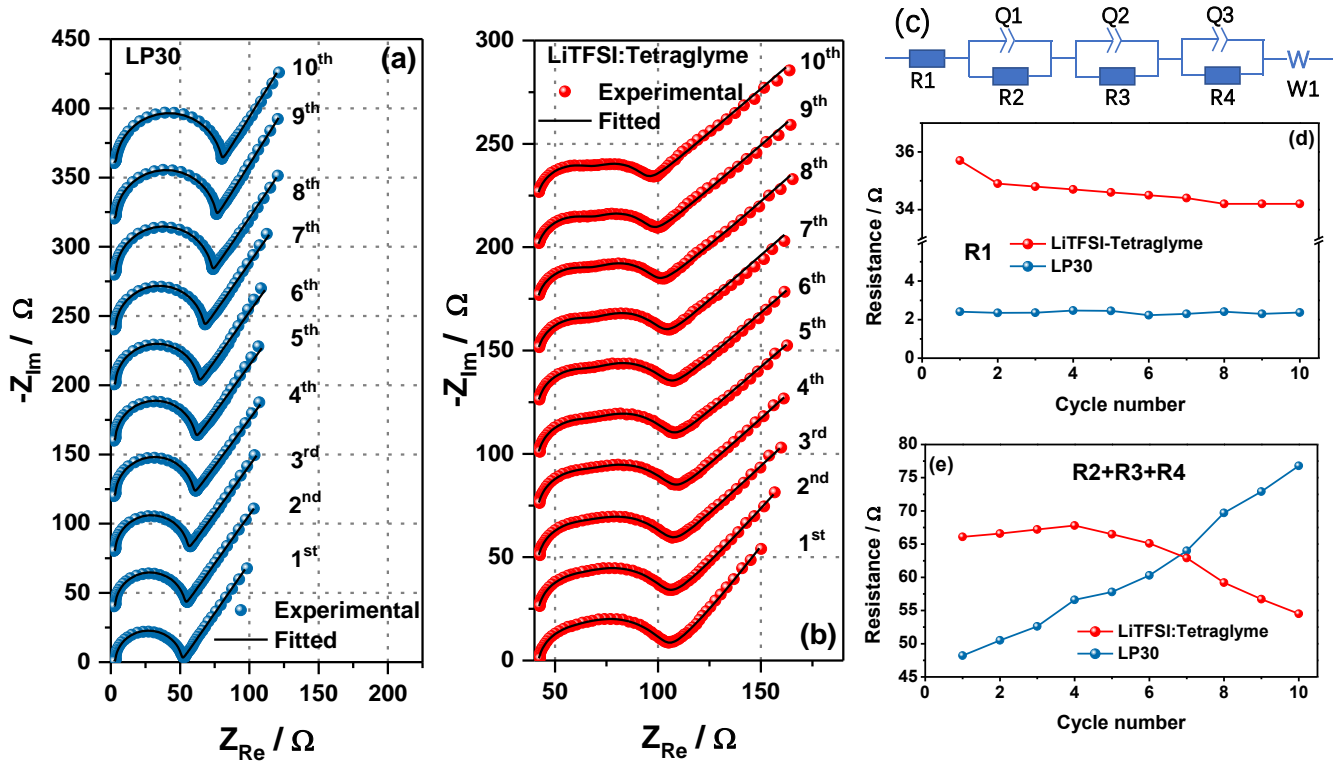 LP30
(a)
450
400
350
300
250
200
150
100
50
0
-Z_Im / Ω
10th
9th
8th
7th
6th
5th
4th
3rd
2nd
1st
Experimental
Fitted
0 50 100 150 200
Z_Re / Ω
LiTFSI:Tetraglyme
Experimental
Fitted
300
250
200
150
100
50
0
-Z_Im / Ω
10th
9th
8th
7th
6th
5th
4th
3rd
2nd
1st
(b)
50 100 150
Z_Re / Ω
(c)
Q1 Q2 Q3
R1 R2 R3 R4 W1
W
(d)
36
34
4
2
0
Resistance / Ω
R1
LiTFSI-Tetraglyme
LP30
0 2 4 6 8 10
Cycle number
(e)
R2+R3+R4
80
75
70
65
60
55
50
45
Resistance / Ω
LiTFSI:Tetraglyme
LP30
0 2 4 6 8 10
Cycle number